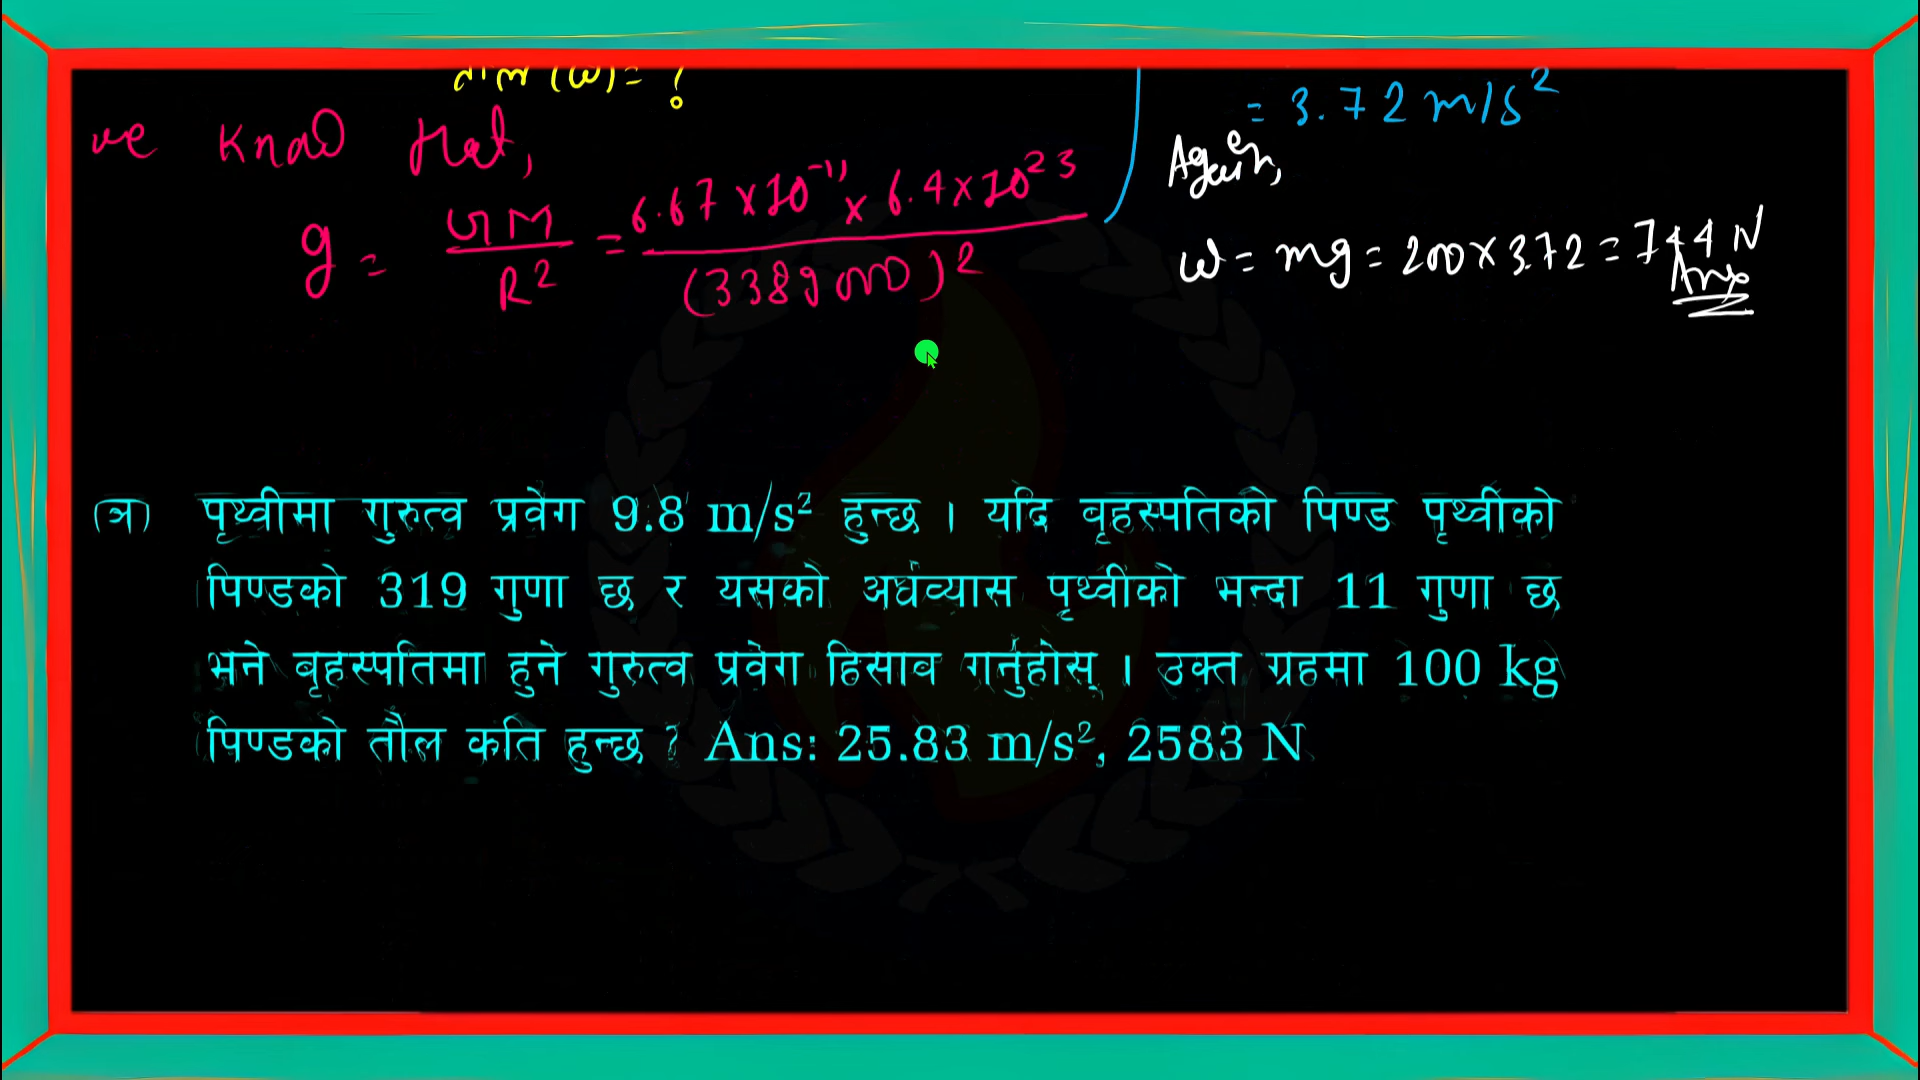 तौल (w) = ?
we Know that,
g = GM / R² = 6.67 × 10⁻¹¹ × 6.4 × 10²³ / (3389000)²
= 3.72 m/s²
Again,
w = mg = 200 × 3.72 = 744 N
Ans
(ञ) पृथ्वीमा गुरुत्व प्रवेग 9.8 m/s² हुन्छ । यदि बृहस्पतिको पिण्ड पृथ्वीको
पिण्डको 319 गुणा छ र यसको अर्धव्यास पृथ्वीको भन्दा 11 गुणा छ
भने बृहस्पतिमा हुने गुरुत्व प्रवेग हिसाब गर्नुहोस् । उक्त ग्रहमा 100 kg
पिण्डको तौल कति हुन्छ ? Ans: 25.83 m/s², 2583 N